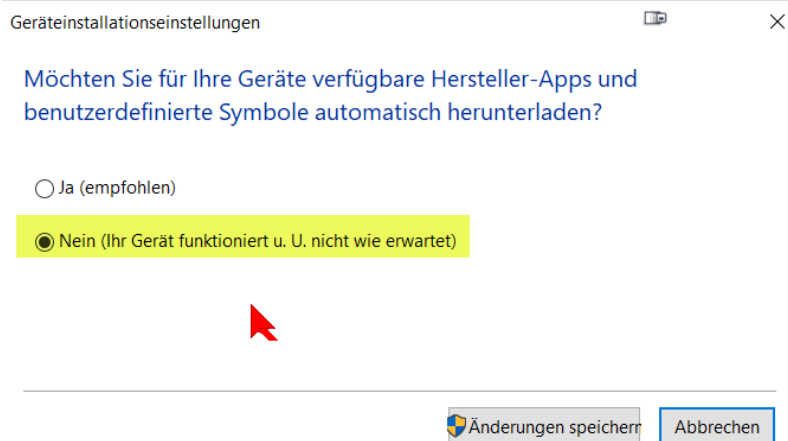 Geräteinstallationseinstellungen
Möchten Sie für Ihre Geräte verfügbare Hersteller-Apps und
benutzerdefinierte Symbole automatisch herunterladen?
Ja (empfohlen)
Nein (Ihr Gerät funktioniert u. U. nicht wie erwartet)
Änderungen speichern
Abbrechen